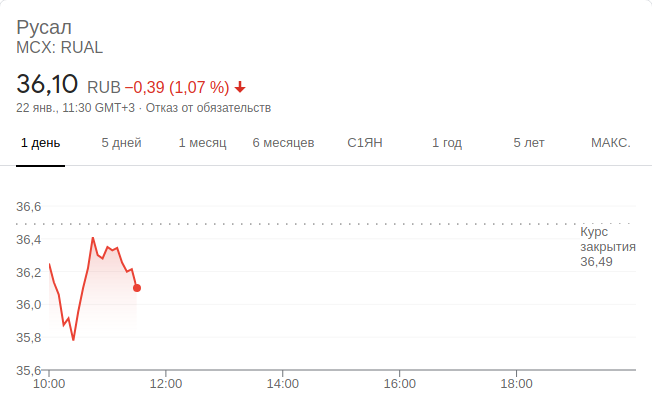 Русал
MCX: RUAL
36,10 RUB −0,39 (1,07 %)
22 янв., 11:30 GMT+3 · Отказ от обязательств
1 день 5 дней 1 месяц 6 месяцев С1ЯН 1 год 5 лет МАКС.
36,6
36,4
36,2
36,0
35,8
35,6
Курс
закрытия
36,49
10:00 12:00 14:00 16:00 18:00